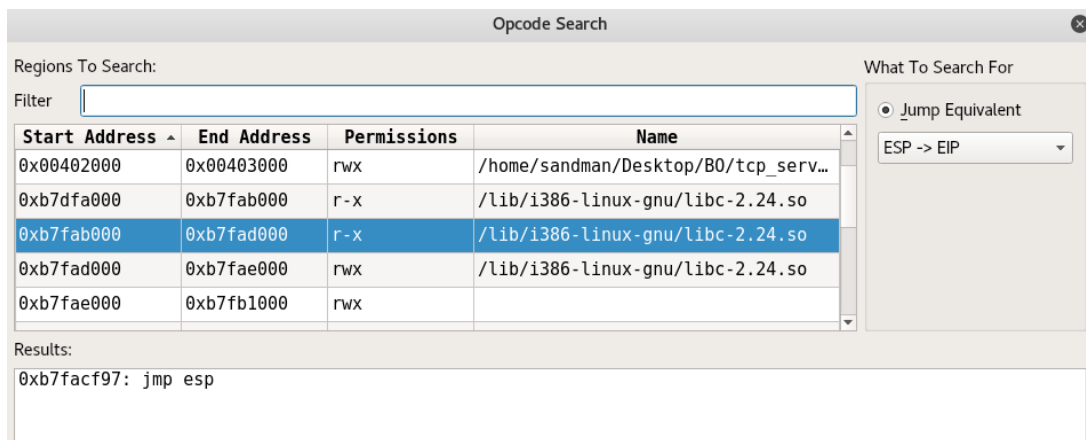 Opcode Search
Regions To Search:
What To Search For
Filter
Jump Equivalent
ESP -> EIP
Start Address End Address Permissions Name
0x00402000 0x00403000 rwx /home/sandman/Desktop/BO/tcp_serv…
0xb7dfa000 0xb7fab000 r-x /lib/i386-linux-gnu/libc-2.24.so
0xb7fab000 0xb7fad000 r-x /lib/i386-linux-gnu/libc-2.24.so
0xb7fad000 0xb7fae000 rwx /lib/i386-linux-gnu/libc-2.24.so
0xb7fae000 0xb7fb1000 rwx
Results:
0xb7facf97: jmp esp